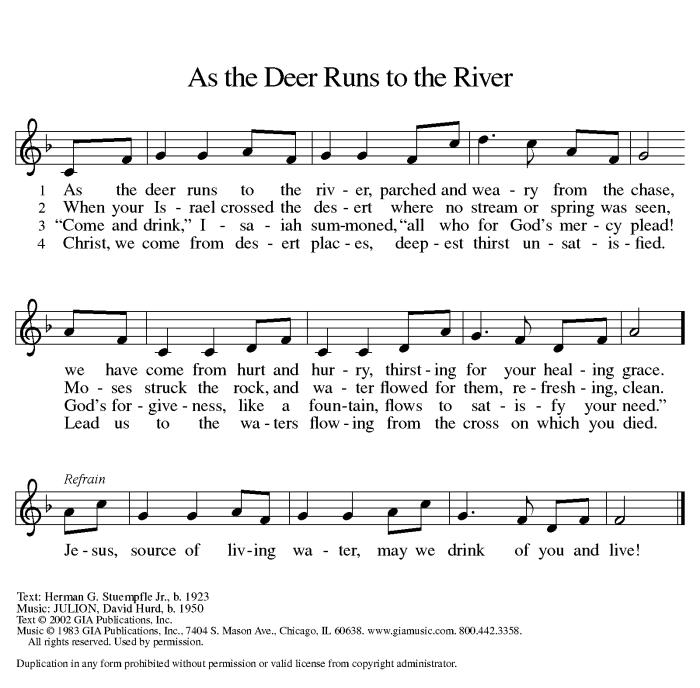 As the Deer Runs to the River
1 As the deer runs to the riv - er, parched and wea - ry from the chase,
2 When your Is - rael crossed the des - ert where no stream or spring was seen,
3 “Come and drink,” I - sa - iah sum-moned, “all who for God’s mer - cy plead!
4 Christ, we come from des - ert plac - es, deep - est thirst un - sat - is - fied.
we have come from hurt and hur - ry, thirst - ing for your heal - ing grace.
Mo - ses struck the rock, and wa - ter flowed for them, re - fresh - ing, clean.
God’s for - give - ness, like a foun - tain, flows to sat - is - fy your need.”
Lead us to the wa - ters flow - ing from the cross on which you died.
Refrain
Je - sus, source of liv - ing wa - ter, may we drink of you and live!
Text: Herman G. Stuempfle Jr., b. 1923
Music: JULION, David Hurd, b. 1950
Text © 2002 GIA Publications, Inc.
Music © 1983 GIA Publications, Inc., 7404 S. Mason Ave., Chicago, IL 60638. www.giamusic.com. 800.442.3358.
All rights reserved. Used by permission.
Duplication in any form prohibited without permission or valid license from copyright administrator.